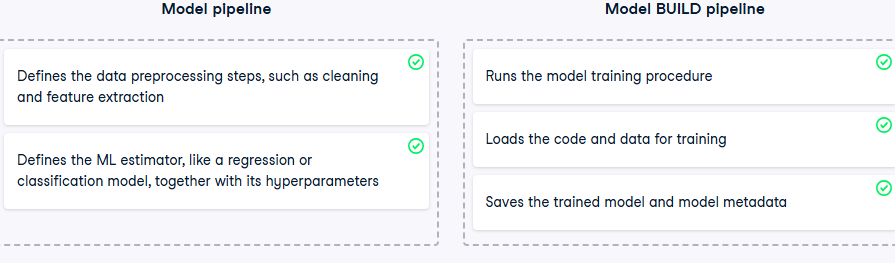 Model pipeline
Defines the data preprocessing steps, such as cleaning
and feature extraction
Defines the ML estimator, like a regression or
classification model, together with its hyperparameters
Model BUILD pipeline
Runs the model training procedure
Loads the code and data for training
Saves the trained model and model metadata